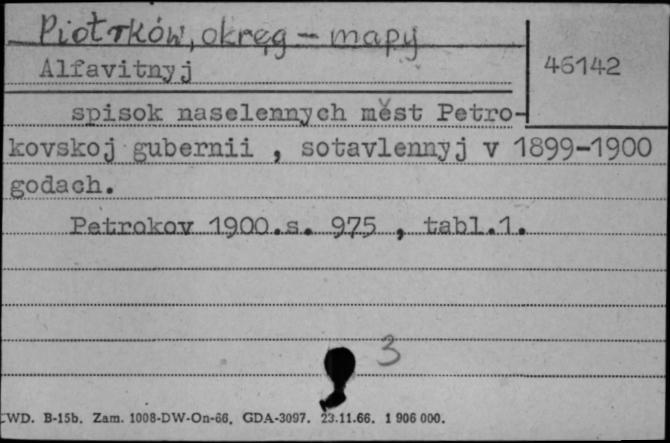 Piotrków, okręg - mapy
Alfavitnyj
46142
spisok naselennych měst Petro-
kovskoj gubernii , sotavlennyj v 1899-1900
godach.
Petrokov 1900.s. 975 , tabl.1.
3
CWD. B-15b. Zam. 1008-DW-On-66. GDA-3097. 23.11.66. 1 906 000.